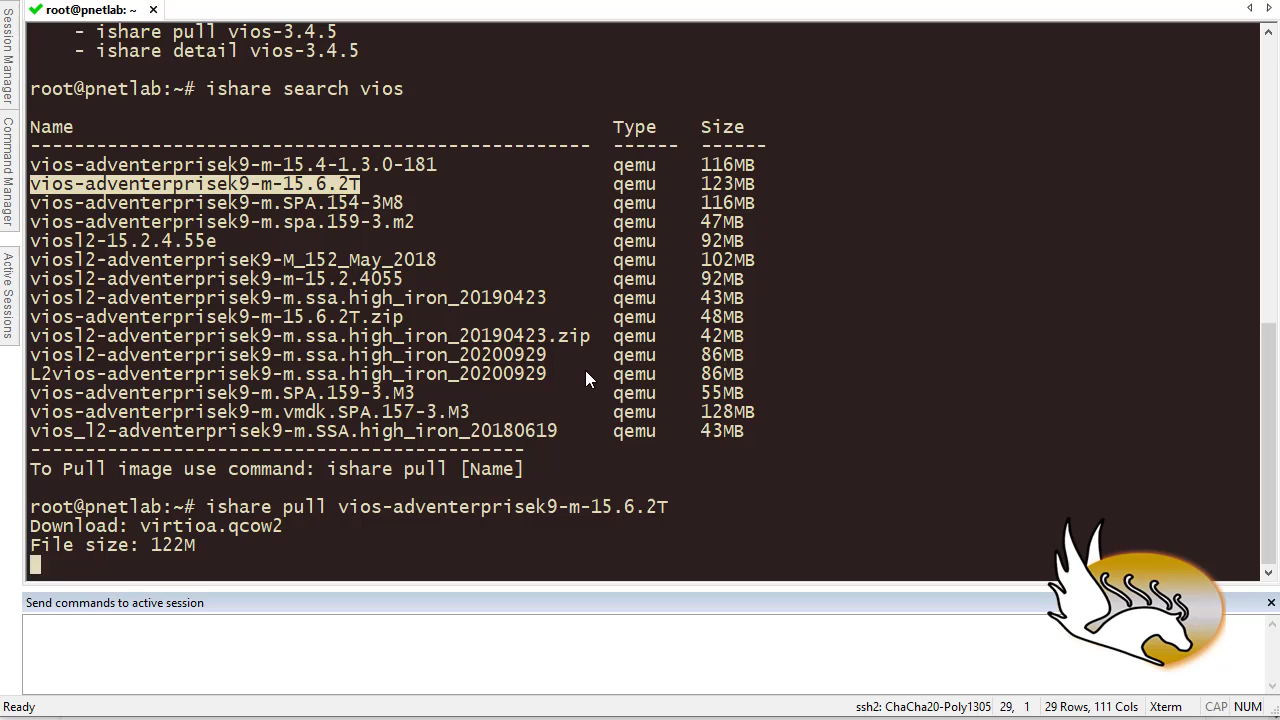 root@pnetlab: ~
Session Manager
Command Manager
Active Sessions
- ishare pull vios-3.4.5
- ishare detail vios-3.4.5
root@pnetlab:~# ishare search vios
Name Type Size
----------------------------------------------------- ------ ------
vios-adventerprisek9-m-15.4-1.3.0-181 qemu 116MB
vios-adventerprisek9-m-15.6.2T qemu 123MB
vios-adventerprisek9-m.SPA.154-3M8 qemu 116MB
vios-adventerprisek9-m.spa.159-3.m2 qemu 47MB
viosl2-15.2.4.55e qemu 92MB
viosl2-adventerpriseK9-M_152_May_2018 qemu 102MB
viosl2-adventerprisek9-m-15.2.4055 qemu 92MB
viosl2-adventerprisek9-m.ssa.high_iron_20190423 qemu 43MB
viosl2-adventerprisek9-m-15.6.2T.zip qemu 48MB
viosl2-adventerprisek9-m.ssa.high_iron_20190423.zip qemu 42MB
viosl2-adventerprisek9-m.ssa.high_iron_20200929 qemu 86MB
L2vios-adventerprisek9-m.ssa.high_iron_20200929 qemu 86MB
vios-adventerprisek9-m.SPA.159-3.M3 qemu 55MB
vios-adventerprisek9-m.vmdk.SPA.157-3.M3 qemu 128MB
vios_l2-adventerprisek9-m.SSA.high_iron_20180619 qemu 43MB
-----------------------------------------------
To Pull image use command: ishare pull [Name]
root@pnetlab:~# ishare pull vios-adventerprisek9-m-15.6.2T
Download: virtioa.qcow2
File size: 122M
Send commands to active session
Ready ssh2: ChaCha20-Poly1305 29, 1 29 Rows, 111 Cols Xterm CAP NUM